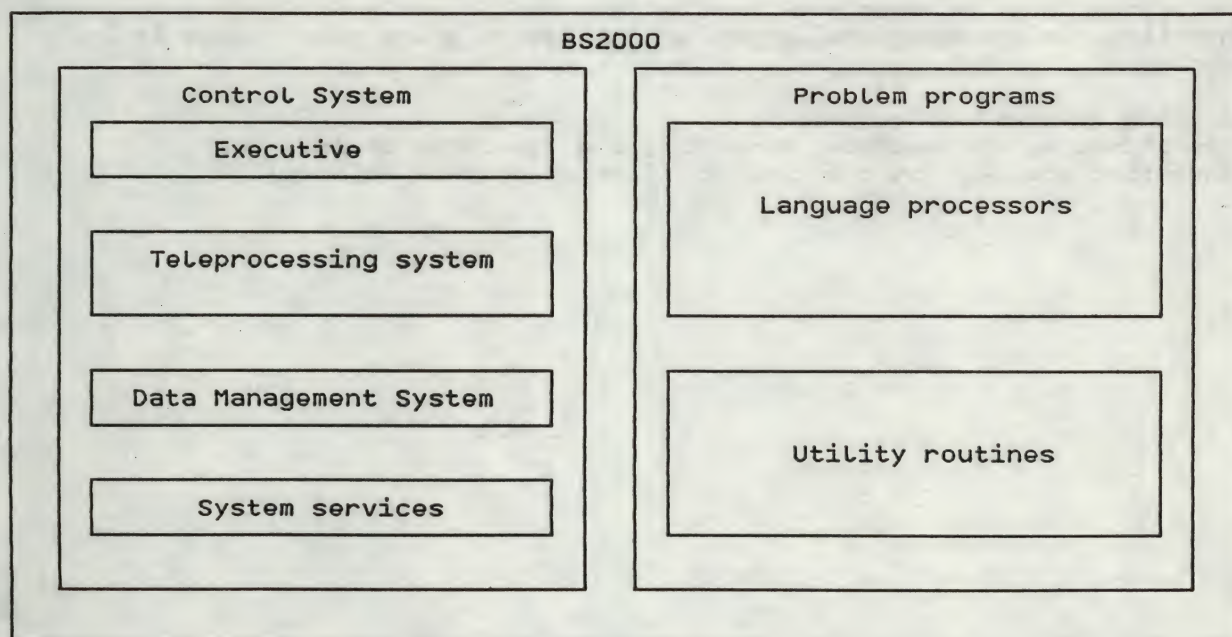 BS2000
Control System
Executive
Teleprocessing system
Data Management System
System services
Problem programs
Language processors
Utility routines